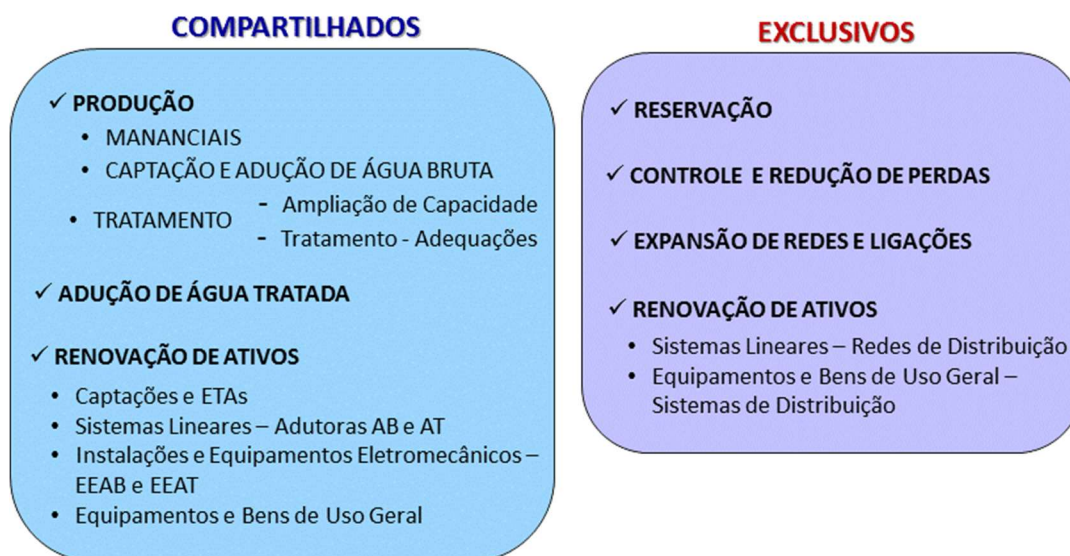 COMPARTILHADOS
✓ PRODUÇÃO
• MANANCIAIS
• CAPTAÇÃO E ADUÇÃO DE ÁGUA BRUTA
• TRATAMENTO
- Ampliação de Capacidade
- Tratamento - Adequações
✓ ADUÇÃO DE ÁGUA TRATADA
✓ RENOVAÇÃO DE ATIVOS
• Captações e ETAs
• Sistemas Lineares – Adutoras AB e AT
• Instalações e Equipamentos Eletromecânicos –
EEAB e EEAT
• Equipamentos e Bens de Uso Geral
EXCLUSIVOS
✓ RESERVAÇÃO
✓ CONTROLE E REDUÇÃO DE PERDAS
✓ EXPANSÃO DE REDES E LIGAÇÕES
✓ RENOVAÇÃO DE ATIVOS
• Sistemas Lineares – Redes de Distribuição
• Equipamentos e Bens de Uso Geral –
Sistemas de Distribuição